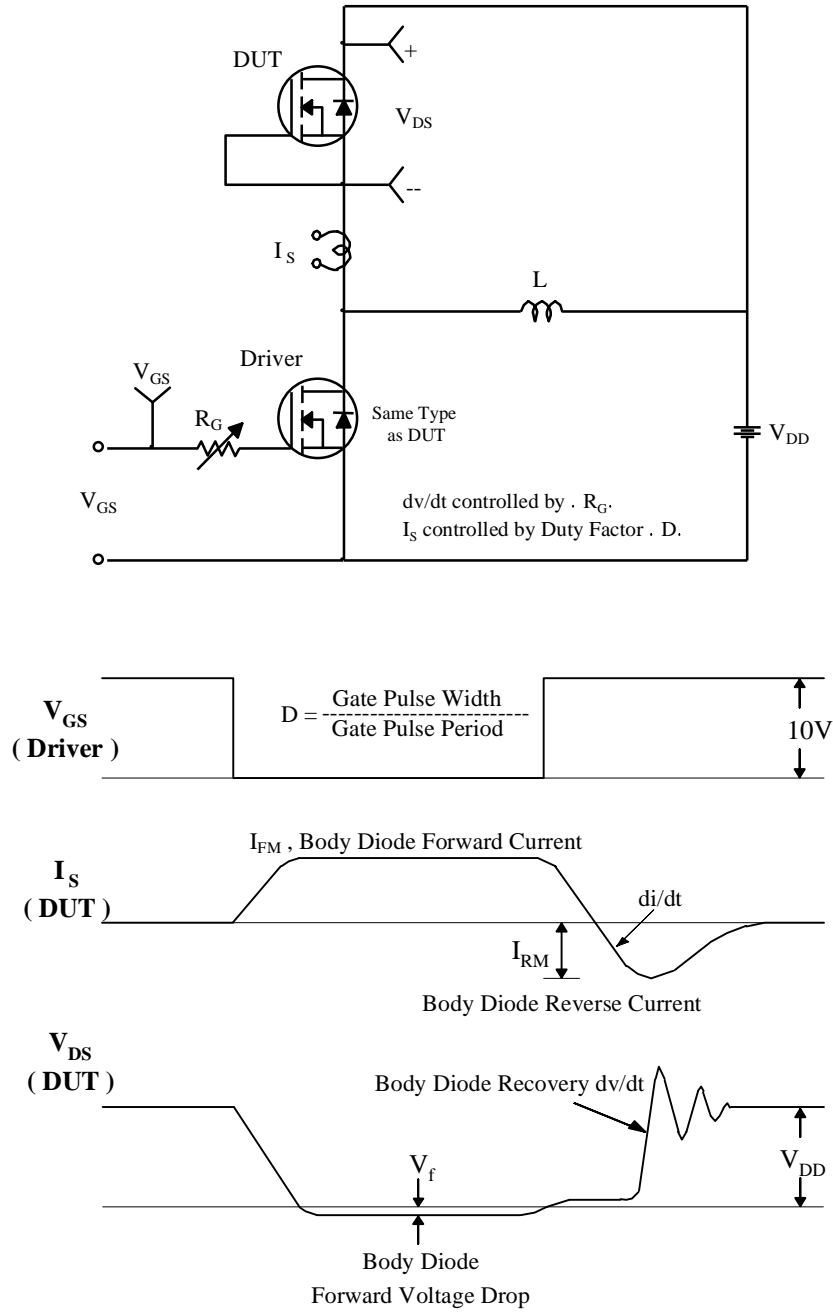 DUT
+
V_DS
--
I_S
L
Driver
V_GS
R_G
Same Type
as DUT
V_DD
V_GS
dv/dt controlled by . R_G.
I_S controlled by Duty Factor . D.
V_GS
( Driver )
D = Gate Pulse Width
--------------------------
Gate Pulse Period
10V
I_FM , Body Diode Forward Current
I_S
( DUT )
di/dt
I_RM
Body Diode Reverse Current
V_DS
( DUT )
Body Diode Recovery dv/dt
V_f
V_DD
Body Diode
Forward Voltage Drop